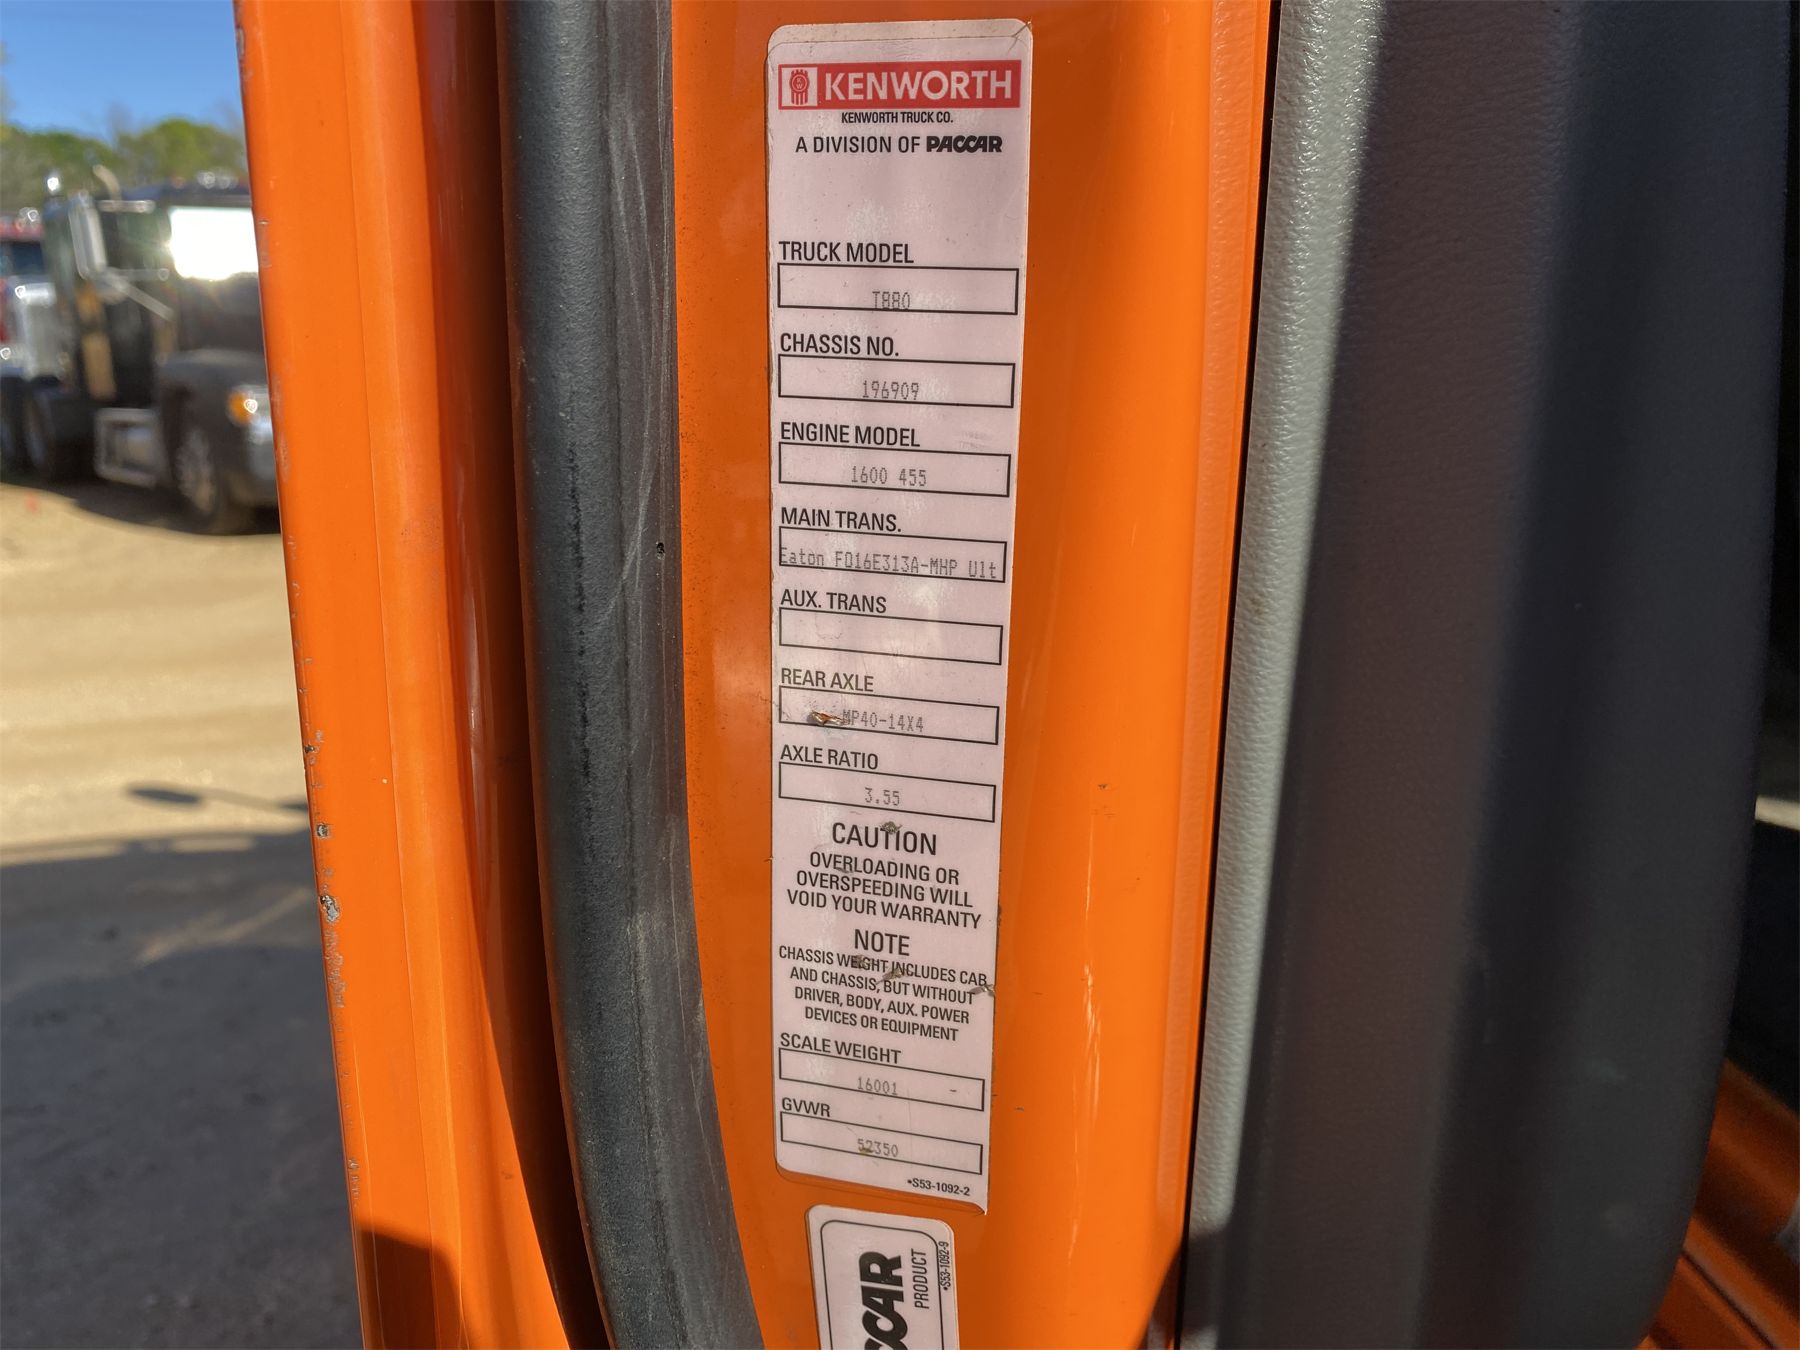 KENWORTH
KENWORTH TRUCK CO.
A DIVISION OF PACCAR
TRUCK MODEL
T880
CHASSIS NO.
196909
ENGINE MODEL
1600 455
MAIN TRANS.
Eaton FO16E313A-MHP Ult
AUX. TRANS
REAR AXLE
MP40-14X4
AXLE RATIO
3.55
CAUTION
OVERLOADING OR
OVERSPEEDING WILL
VOID YOUR WARRANTY
NOTE
CHASSIS WEIGHT INCLUDES CAB
AND CHASSIS, BUT WITHOUT
DRIVER, BODY, AUX. POWER
DEVICES OR EQUIPMENT
SCALE WEIGHT
16001 -
GVWR
52350
•S53-1092-2
CCAR
PRODUCT
•S53-1092-9